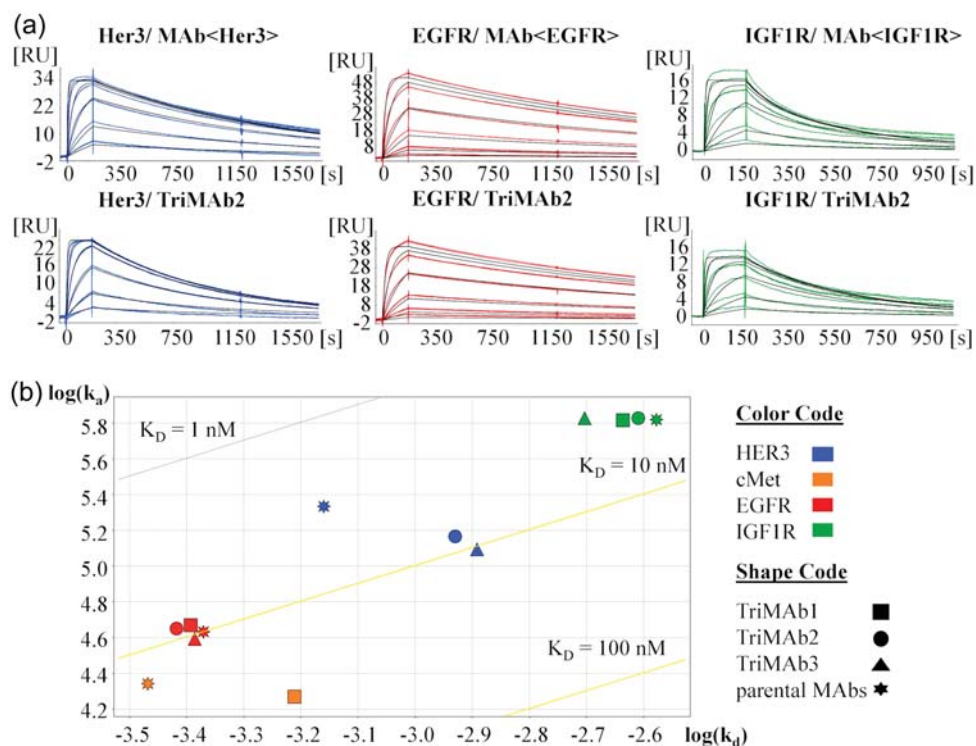 (a)
Her3/ MAb<Her3> EGFR/ MAb<EGFR> IGF1R/ MAb<IGF1R>
[RU] [RU] [RU]
34 22 10 -2
48 38 28 18 8
16 12 8 4 0
0 350 750 1150 1550 [s] 0 350 750 1150 1550 [s] 0 150 350 550 750 950 [s]
Her3/ TriMAb2 EGFR/ TriMAb2 IGF1R/ TriMAb2
[RU] [RU] [RU]
22 16 10 4 -2
38 28 18 8 -2
16 12 8 4 0
0 350 750 1150 1550 [s] 0 350 750 1150 1550 [s] 0 150 350 550 750 950 [s]
(b) log(ka)
5.8
5.6
5.4
5.2
5.0
4.8
4.6
4.4
4.2
KD = 1 nM
KD = 10 nM
KD = 100 nM
-3.5 -3.4 -3.3 -3.2 -3.1 -3.0 -2.9 -2.8 -2.7 -2.6
log(kd)
Color Code
HER3
cMet
EGFR
IGF1R
Shape Code
TriMAb1
TriMAb2
TriMAb3
parental MAbs